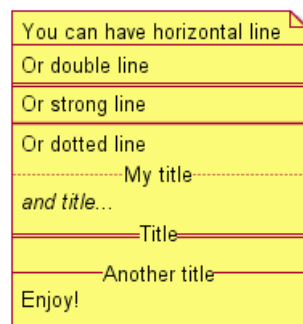 You can have horizontal line
Or double line
Or strong line
Or dotted line
My title
and title...
Title
Another title
Enjoy!